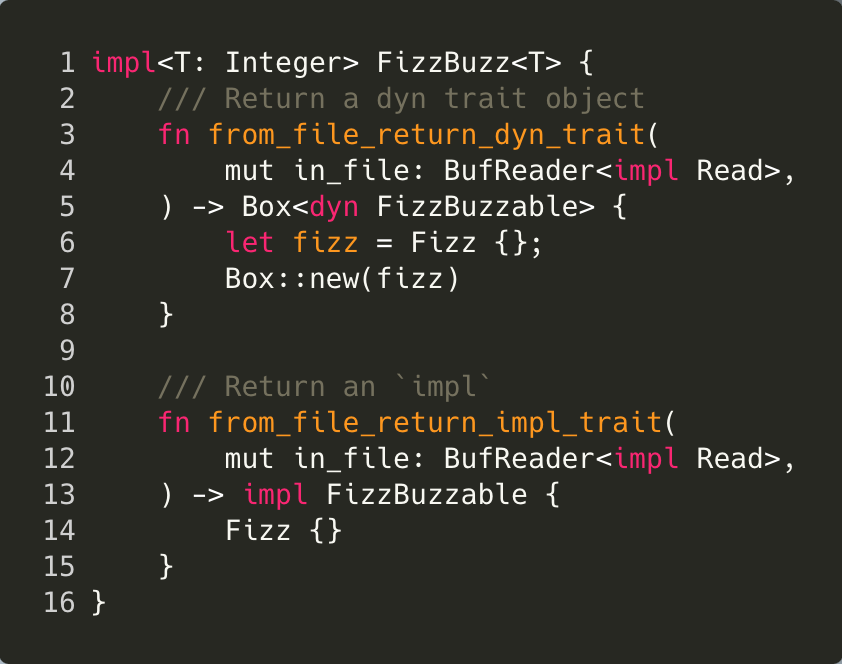 1 impl<T: Integer> FizzBuzz<T> {
2     /// Return a dyn trait object
3     fn from_file_return_dyn_trait(
4         mut in_file: BufReader<impl Read>,
5     ) -> Box<dyn FizzBuzzable> {
6         let fizz = Fizz {};
7         Box::new(fizz)
8     }
9
10     /// Return an `impl`
11     fn from_file_return_impl_trait(
12         mut in_file: BufReader<impl Read>,
13     ) -> impl FizzBuzzable {
14         Fizz {}
15     }
16 }